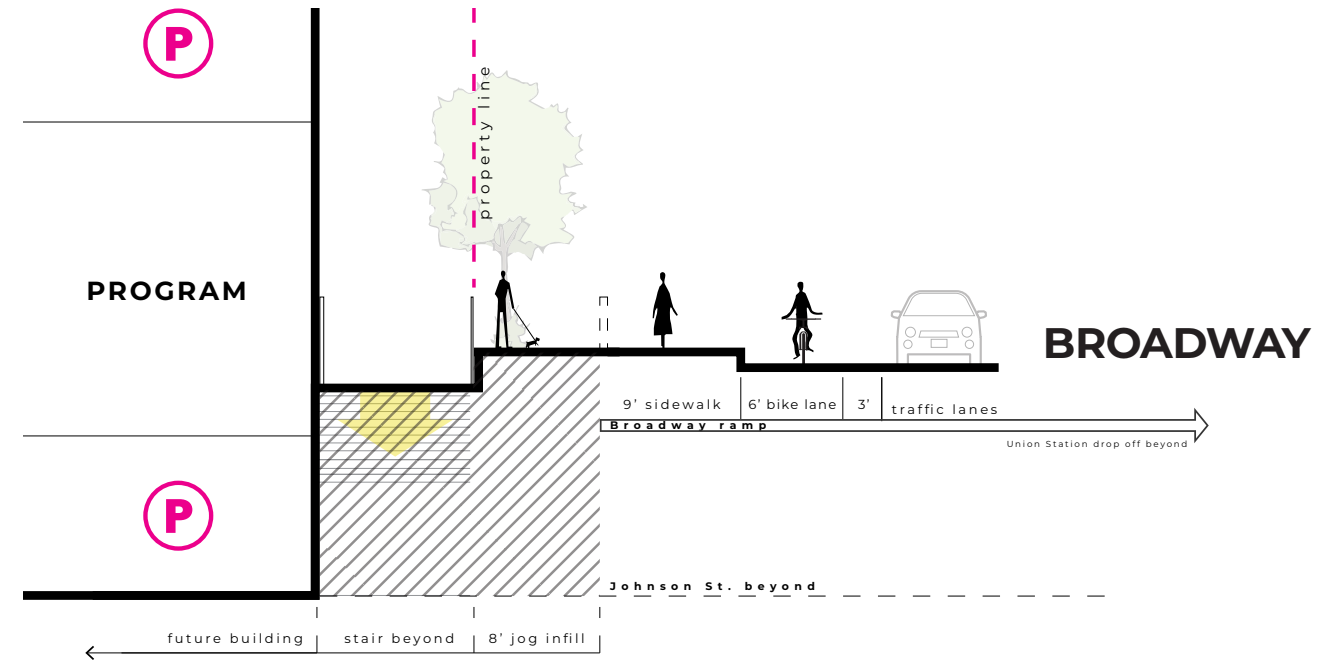 P
property line
PROGRAM
BROADWAY
9’ sidewalk
6’ bike lane
3’
traffic lanes
Broadway ramp
Union Station drop off beyond
P
Johnson St. beyond
future building
stair beyond
8’ jog infill